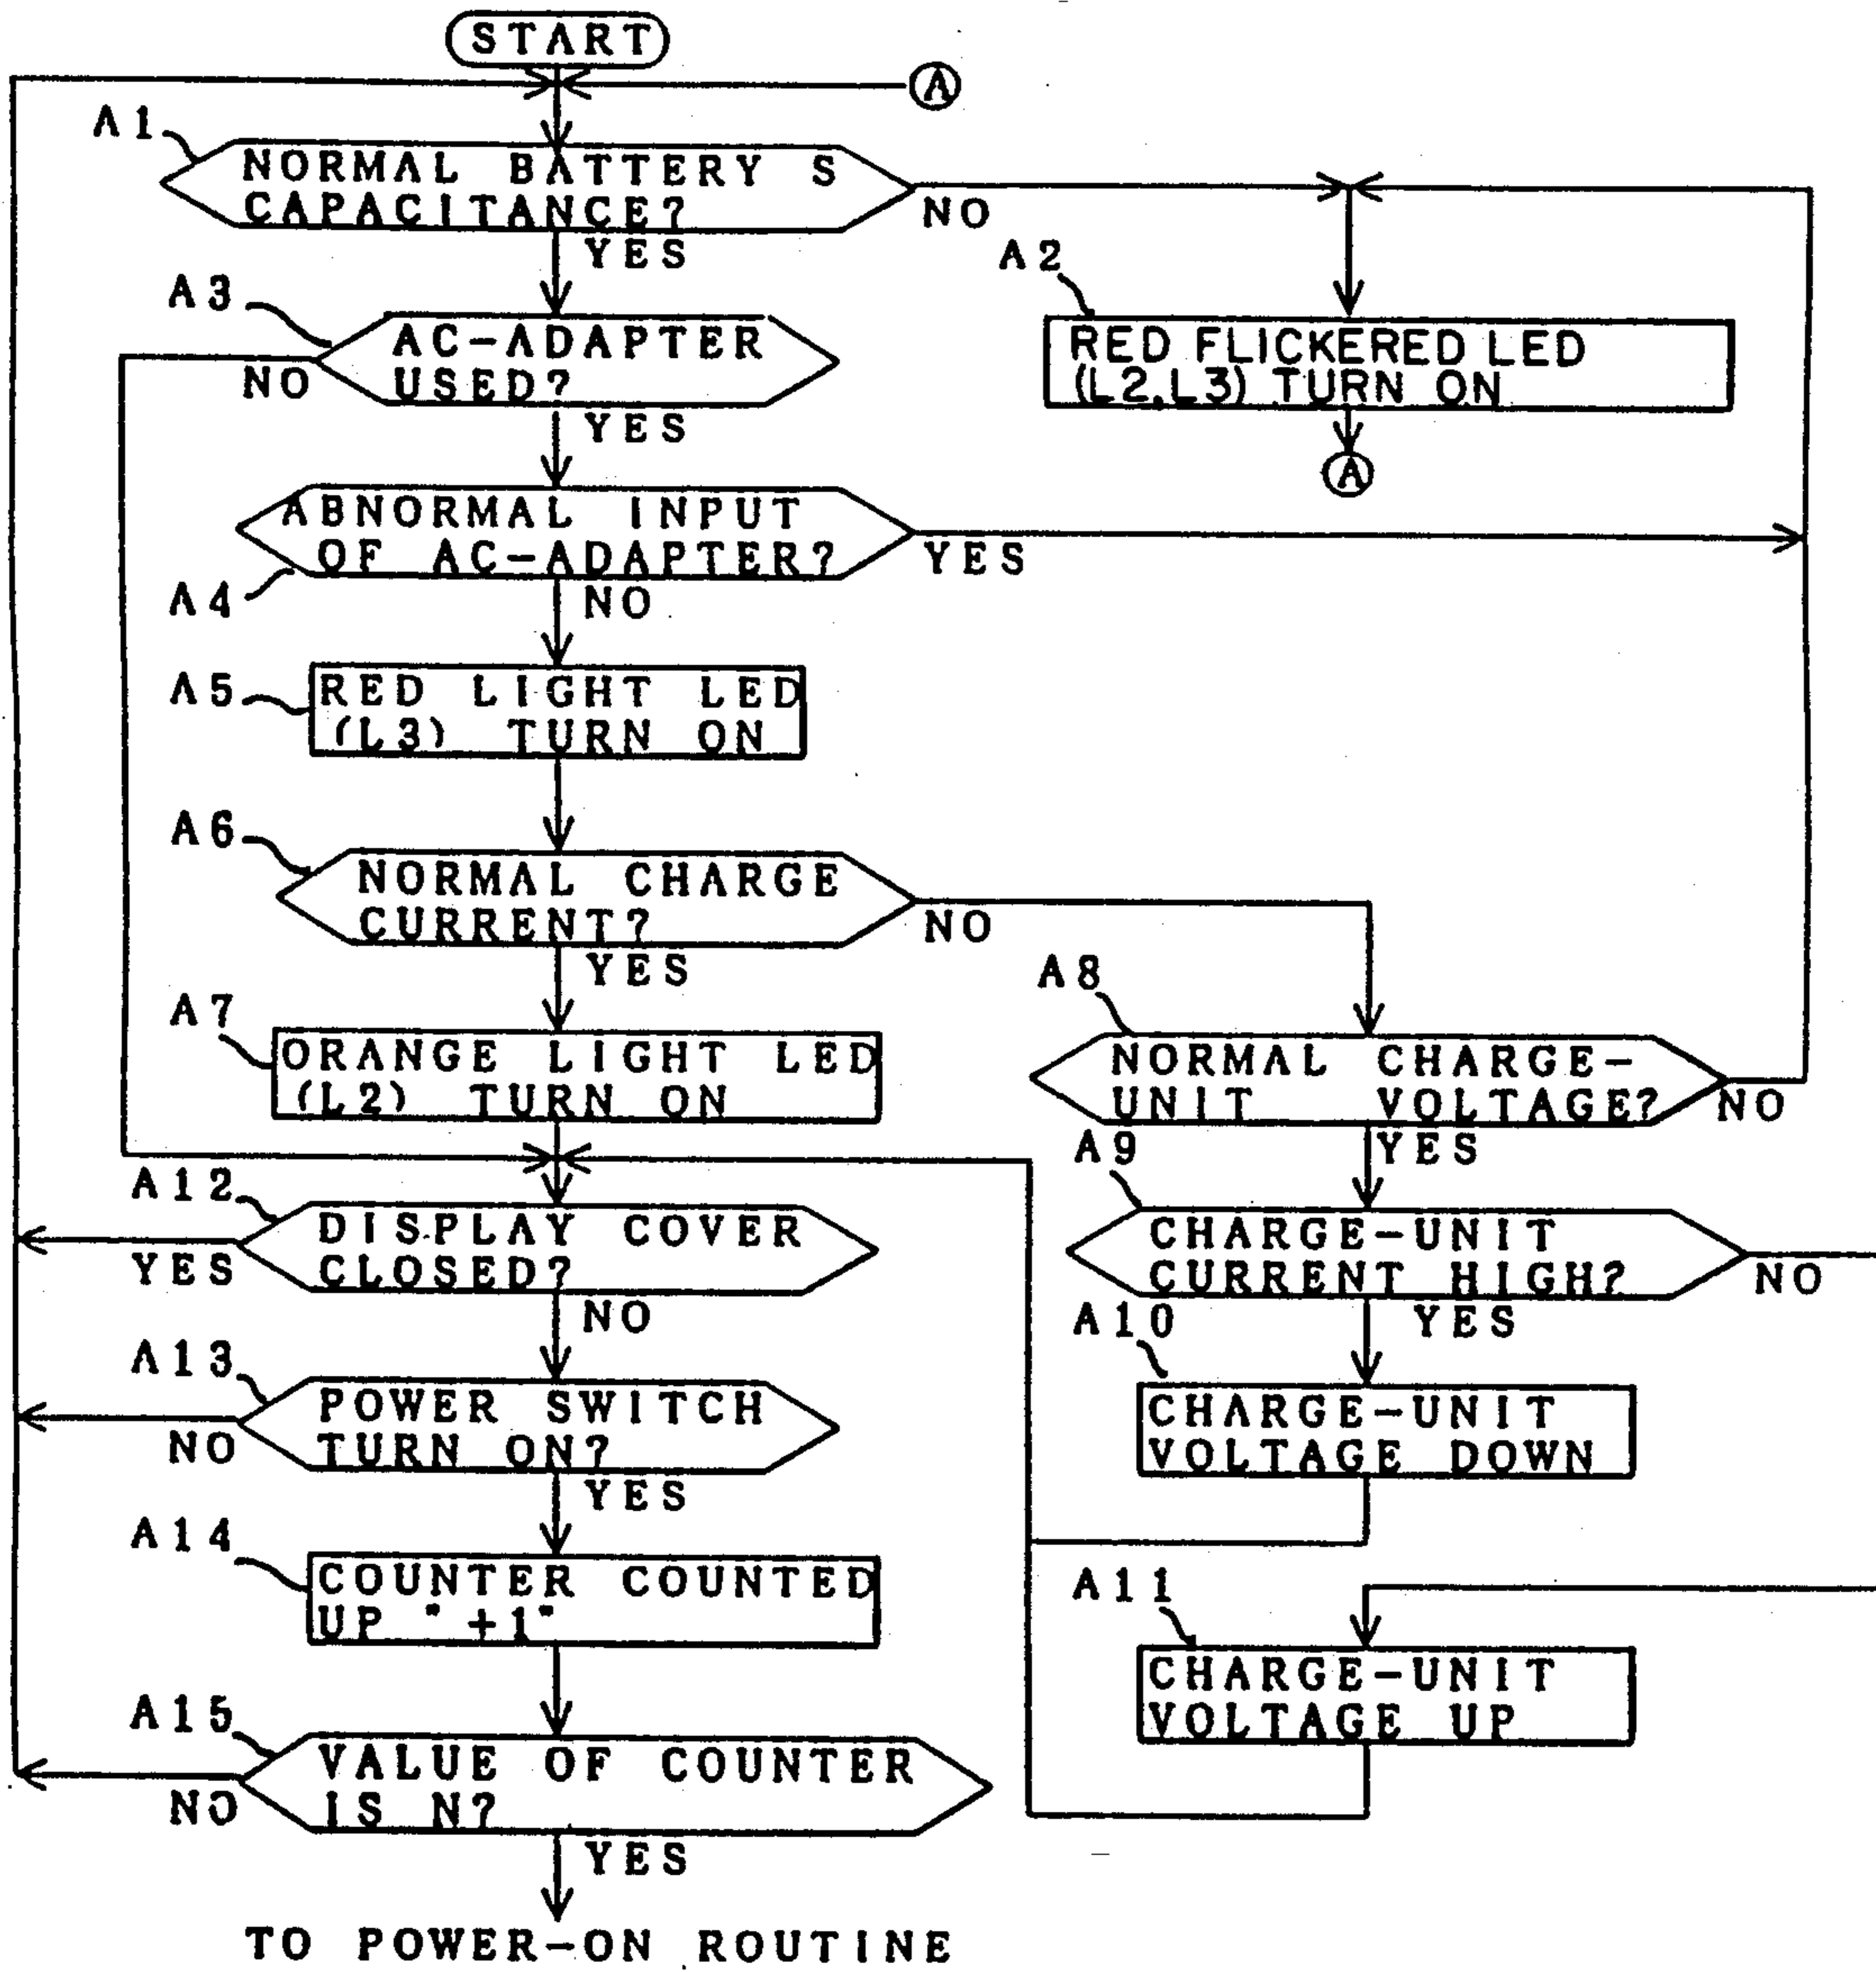 START
A
A1
NORMAL BATTERY S
CAPACITANCE?
NO
YES
A2
RED FLICKERED LED
(L2.L3) TURN ON
A
A3
AC-ADAPTER
USED?
NO
YES
ABNORMAL INPUT
OF AC-ADAPTER?
YES
A4
NO
A5
RED LIGHT LED
(L3) TURN ON
A6
NORMAL CHARGE
CURRENT?
NO
YES
A7
ORANGE LIGHT LED
(L2) TURN ON
A8
NORMAL CHARGE-
UNIT VOLTAGE?
NO
YES
A9
CHARGE-UNIT
CURRENT HIGH?
NO
YES
A10
CHARGE-UNIT
VOLTAGE DOWN
A11
CHARGE-UNIT
VOLTAGE UP
A12
DISPLAY COVER
CLOSED?
YES
NO
A13
POWER SWITCH
TURN ON?
NO
YES
A14
COUNTER COUNTED
UP "+1"
A15
VALUE OF COUNTER
IS N?
NO
YES
TO POWER-ON ROUTINE